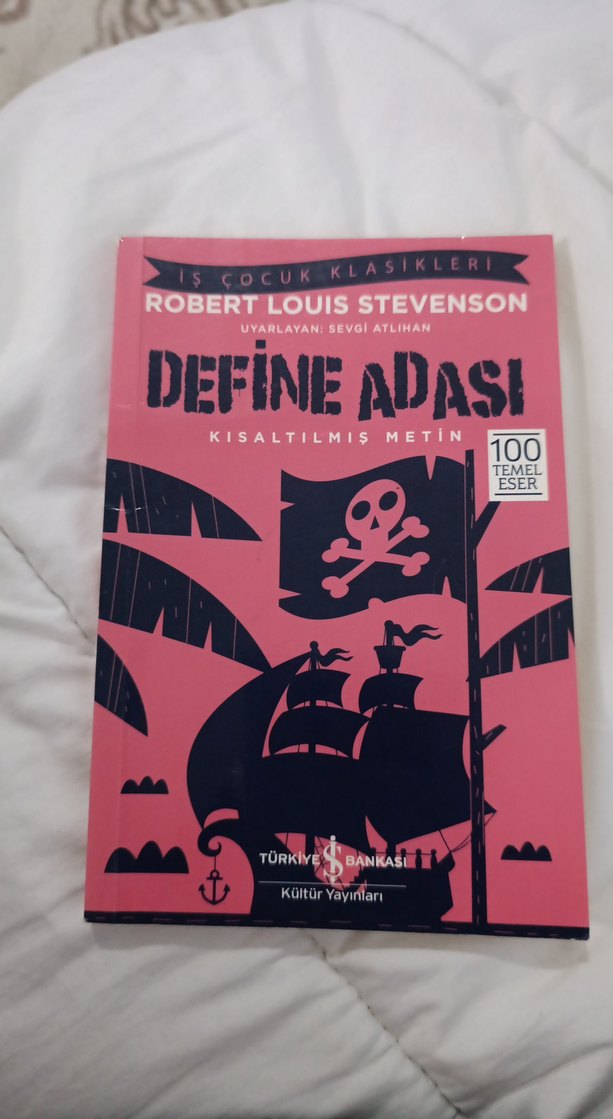 İŞ ÇOCUK KLASİKLERİ
ROBERT LOUIS STEVENSON
UYARLAYAN: SEVGİ ATLIHAN
DEFİNE ADASI
KISALTILMIŞ METİN
100
TEMEL
ESER
TÜRKİYE İŞ BANKASI
Kültür Yayınları